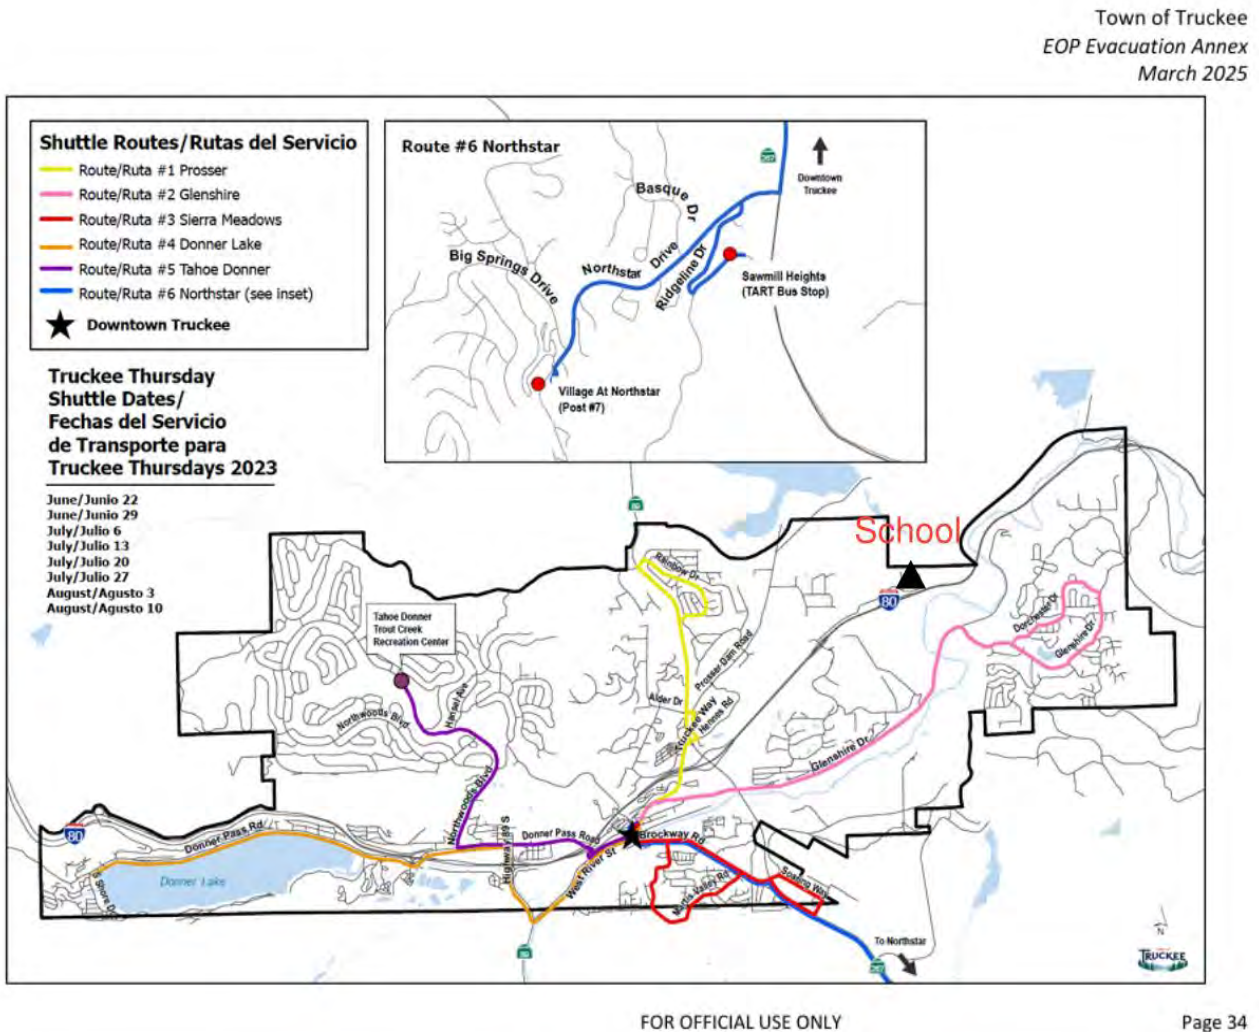 Town of Truckee
EOP Evacuation Annex
March 2025
Shuttle Routes/Rutas del Servicio
Route/Ruta #1 Prosser
Route/Ruta #2 Glenshire
Route/Ruta #3 Sierra Meadows
Route/Ruta #4 Donner Lake
Route/Ruta #5 Tahoe Donner
Route/Ruta #6 Northstar (see inset)
Downtown Truckee
Route #6 Northstar
Downtown
Truckee
Basque Dr
Big Springs Drive
Northstar Drive
Ridgeline Dr
Sawmill Heights
(TART Bus Stop)
Village At Northstar
(Post #7)
Truckee Thursday
Shuttle Dates/
Fechas del Servicio
de Transporte para
Truckee Thursdays 2023
June/Junio 22
June/Junio 29
July/Julio 6
July/Julio 13
July/Julio 20
July/Julio 27
August/Agusto 3
August/Agusto 10
School
80
Rainbow Dr
Tahoe Donner
Trout Creek
Recreation Center
Dorchester Dr
Glenshire Dr
Prosser Dam Road
Alder Dr
Hansel Ave
Northwoods Blvd
Truckee Way
Hennes Rd
Glenshire Dr
Northwoods Blvd
80
Donner Pass Rd
Highway 89 S
Donner Pass Road
Brockway Rd
West River St
Donner Lake
S Shore Dr
Martis Valley Rd
Soaring Way
To Northstar
N
TRUCKEE
FOR OFFICIAL USE ONLY
Page 34